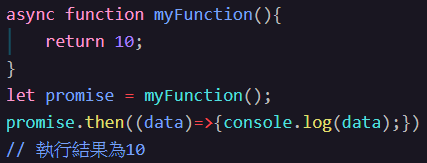 async function myFunction(){
    return 10;
}
let promise = myFunction();
promise.then((data)=>{console.log(data);})
// 執行結果為10